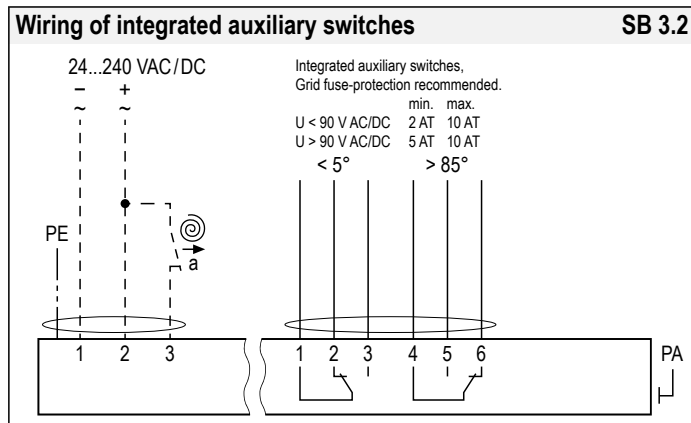 Wiring of integrated auxiliary switches SB 3.2
24...240 VAC/DC
– +
~ ~
Integrated auxiliary switches,
Grid fuse-protection recommended.
min. max.
U < 90 V AC/DC 2 AT 10 AT
U > 90 V AC/DC 5 AT 10 AT
< 5° > 85°
PE
a
1 2 3 1 2 3 4 5 6 PA